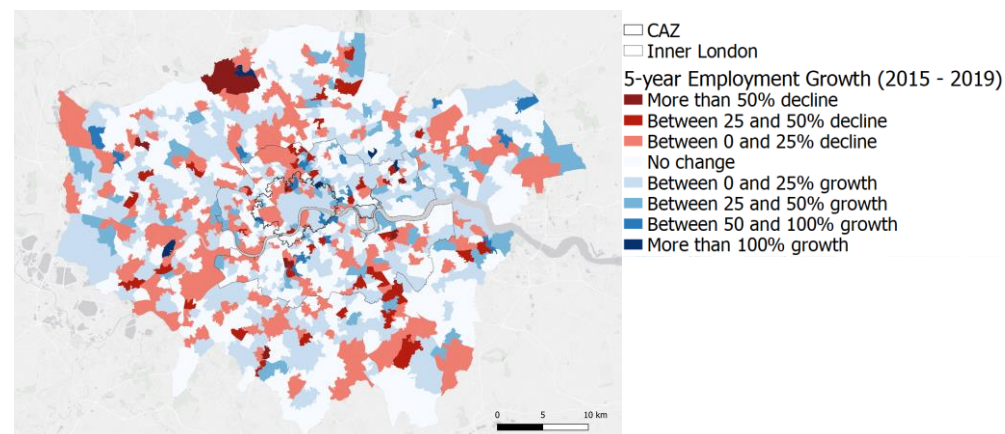 CAZ
Inner London
5-year Employment Growth (2015 - 2019)
More than 50% decline
Between 25 and 50% decline
Between 0 and 25% decline
No change
Between 0 and 25% growth
Between 25 and 50% growth
Between 50 and 100% growth
More than 100% growth
0 5 10 km